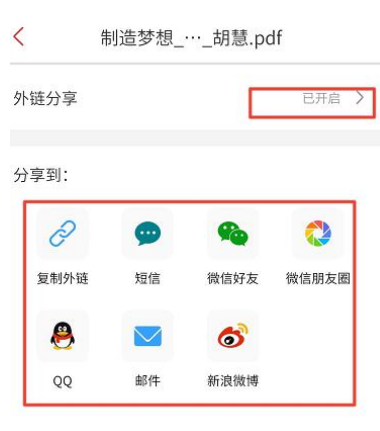 制造梦想_…_胡慧.pdf
外链分享 已开启
分享到：
复制外链 短信 微信好友 微信朋友圈
QQ 邮件 新浪微博